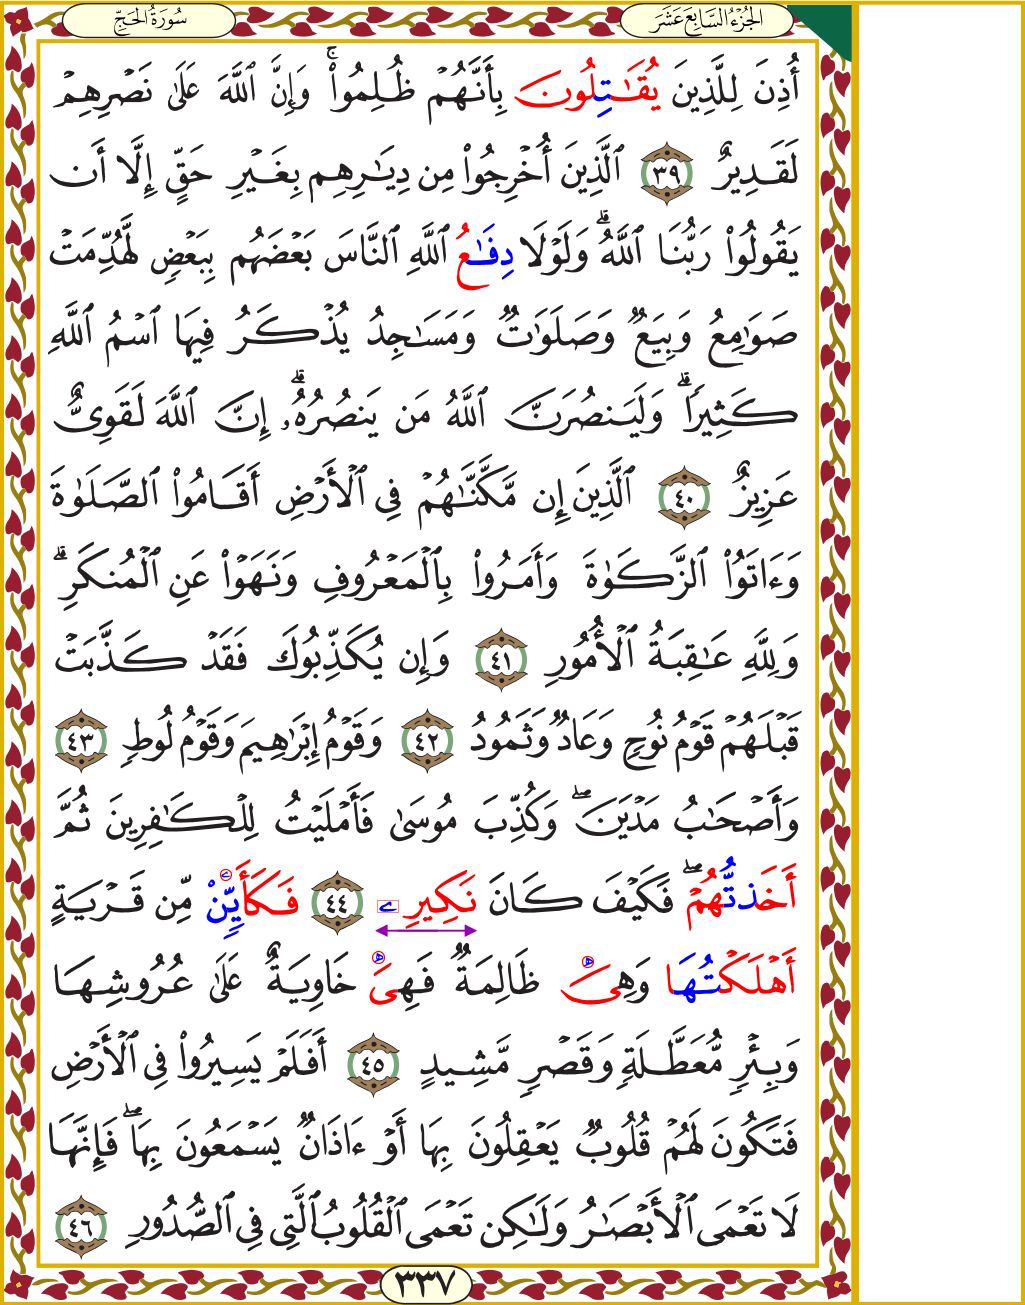 الجُزْءُ السَّابِعَ عَشَرَ
سُورَةُ الحَجِّ
أُذِنَ لِلَّذِينَ يُقَٰتِلُونَ بِأَنَّهُمْ ظُلِمُوا۟ۚ وَإِنَّ ٱللَّهَ عَلَىٰ نَصْرِهِمْ
لَقَدِيرٌ ٣٩ ٱلَّذِينَ أُخْرِجُوا۟ مِن دِيَٰرِهِم بِغَيْرِ حَقٍّ إِلَّا أَن
يَقُولُوا۟ رَبُّنَا ٱللَّهُۗ وَلَوْلَا دِفَٰعُ ٱللَّهِ ٱلنَّاسَ بَعْضَهُم بِبَعْضٍ لَّهُدِّمَتْ
صَوَٰمِعُ وَبِيَعٌ وَصَلَوَٰتٌ وَمَسَٰجِدُ يُذْكَرُ فِيهَا ٱسْمُ ٱللَّهِ
كَثِيرًاۗ وَلَيَنصُرَنَّ ٱللَّهُ مَن يَنصُرُهُۥۗ إِنَّ ٱللَّهَ لَقَوِىٌّ
عَزِيزٌ ٤٠ ٱلَّذِينَ إِن مَّكَّنَّٰهُمْ فِى ٱلْأَرْضِ أَقَامُوا۟ ٱلصَّلَوٰةَ
وَءَاتَوُا۟ ٱلزَّكَوٰةَ وَأَمَرُوا۟ بِٱلْمَعْرُوفِ وَنَهَوْا۟ عَنِ ٱلْمُنكَرِۗ
وَلِلَّهِ عَٰقِبَةُ ٱلْأُمُورِ ٤١ وَإِن يُكَذِّبُوكَ فَقَدْ كَذَّبَتْ
قَبْلَهُمْ قَوْمُ نُوحٍ وَعَادٌ وَثَمُودُ ٤٢ وَقَوْمُ إِبْرَٰهِيمَ وَقَوْمُ لُوطٍ ٤٣
وَأَصْحَٰبُ مَدْيَنَۖ وَكُذِّبَ مُوسَىٰ فَأَمْلَيْتُ لِلْكَٰفِرِينَ ثُمَّ
أَخَذتُّهُمْۖ فَكَيْفَ كَانَ نَكِيرِے ٤٤ فَكَأَيِّنْ مِّن قَرْيَةٍ
أَهْلَكْتُهَا وَهِىَ ظَالِمَةٌ فَهِىَ خَاوِيَةٌ عَلَىٰ عُرُوشِهَا
وَبِئْرٍ مُّعَطَّلَةٍ وَقَصْرٍ مَّشِيدٍ ٤٥ أَفَلَمْ يَسِيرُوا۟ فِى ٱلْأَرْضِ
فَتَكُونَ لَهُمْ قُلُوبٌ يَعْقِلُونَ بِهَا أَوْ ءَاذَانٌ يَسْمَعُونَ بِهَاۖ فَإِنَّهَا
لَا تَعْمَى ٱلْأَبْصَٰرُ وَلَٰكِن تَعْمَى ٱلْقُلُوبُ ٱلَّتِى فِى ٱلصُّدُورِ ٤٦
٣٣٧